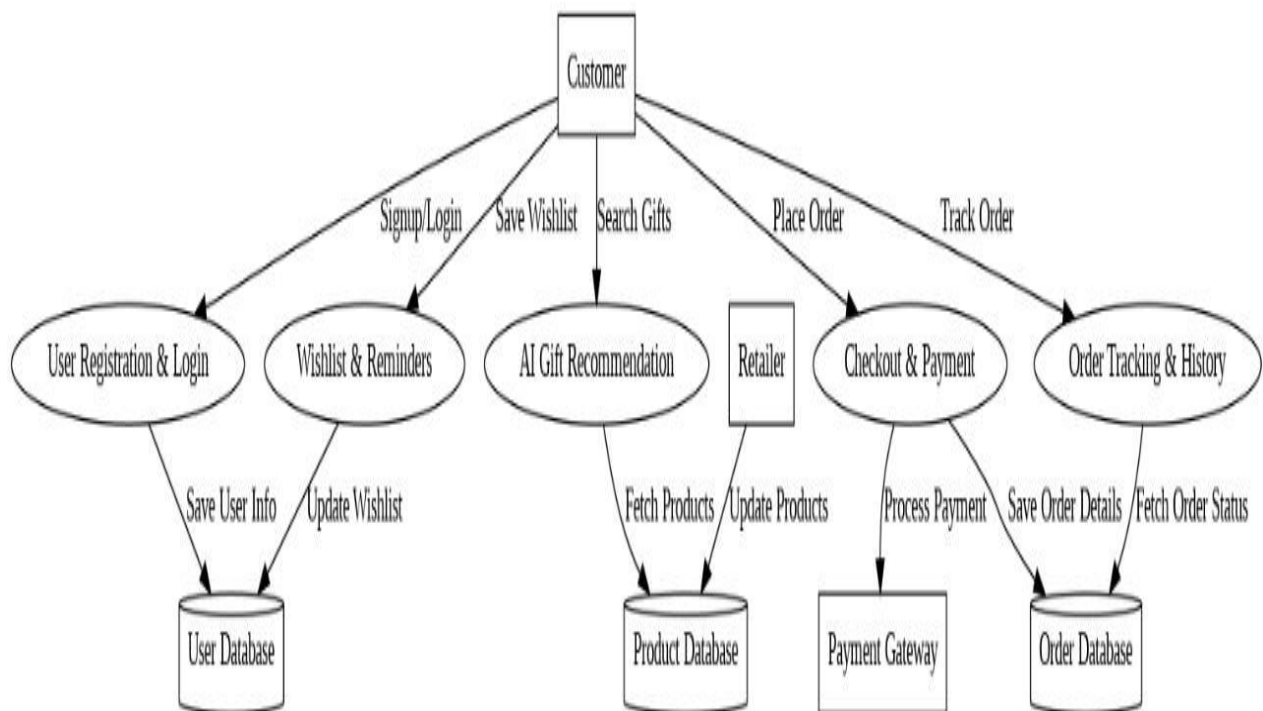 Customer
Signup/Login
Save Wishlist
Search Gifts
Place Order
Track Order
User Registration & Login
Wishlist & Reminders
AI Gift Recommendation
Retailer
Checkout & Payment
Order Tracking & History
Save User Info
Update Wishlist
Fetch Products
Update Products
Process Payment
Save Order Details
Fetch Order Status
User Database
Product Database
Payment Gateway
Order Database